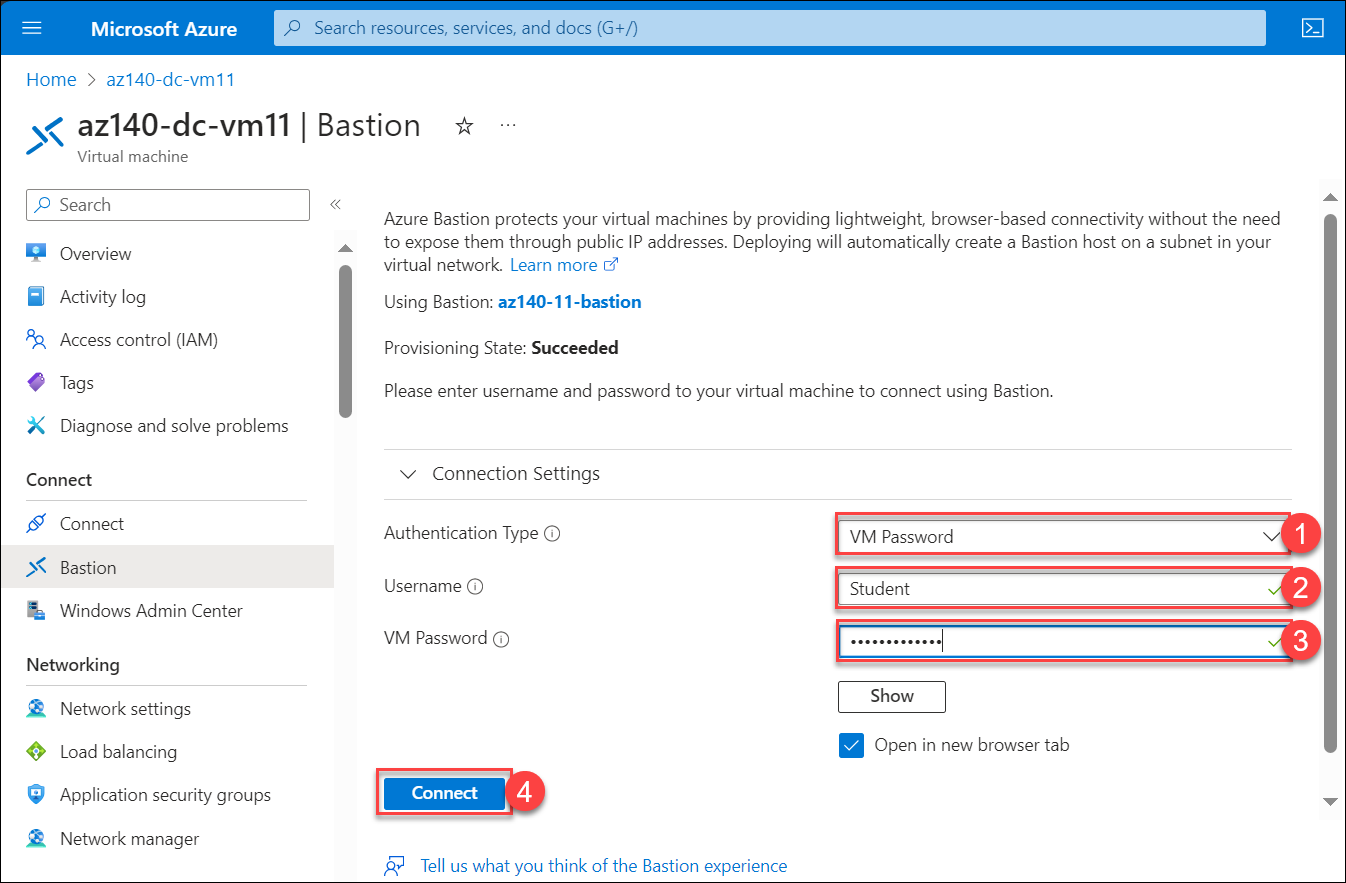 Microsoft Azure
Search resources, services, and docs (G+/)
Home > az140-dc-vm11
az140-dc-vm11 | Bastion
Virtual machine
Search
Overview
Activity log
Access control (IAM)
Tags
Diagnose and solve problems
Connect
Connect
Bastion
Windows Admin Center
Networking
Network settings
Load balancing
Application security groups
Network manager
Azure Bastion protects your virtual machines by providing lightweight, browser-based connectivity without the need
to expose them through public IP addresses. Deploying will automatically create a Bastion host on a subnet in your
virtual network. Learn more
Using Bastion: az140-11-bastion
Provisioning State: Succeeded
Please enter username and password to your virtual machine to connect using Bastion.
Connection Settings
Authentication Type
VM Password
1
Username
Student
2
VM Password
•••••••••••••
3
Show
Open in new browser tab
Connect
4
Tell us what you think of the Bastion experience